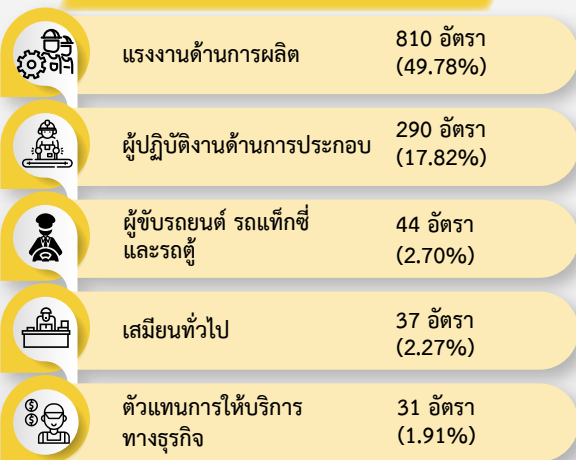 แรงงานด้านการผลิต
810 อัตรา
(49.78%)
ผู้ปฏิบัติงานด้านการประกอบ
290 อัตรา
(17.82%)
ผู้ขับรถยนต์ รถแท็กซี่
และรถตู้
44 อัตรา
(2.70%)
เสมียนทั่วไป
37 อัตรา
(2.27%)
ตัวแทนการให้บริการ
ทางธุรกิจ
31 อัตรา
(1.91%)